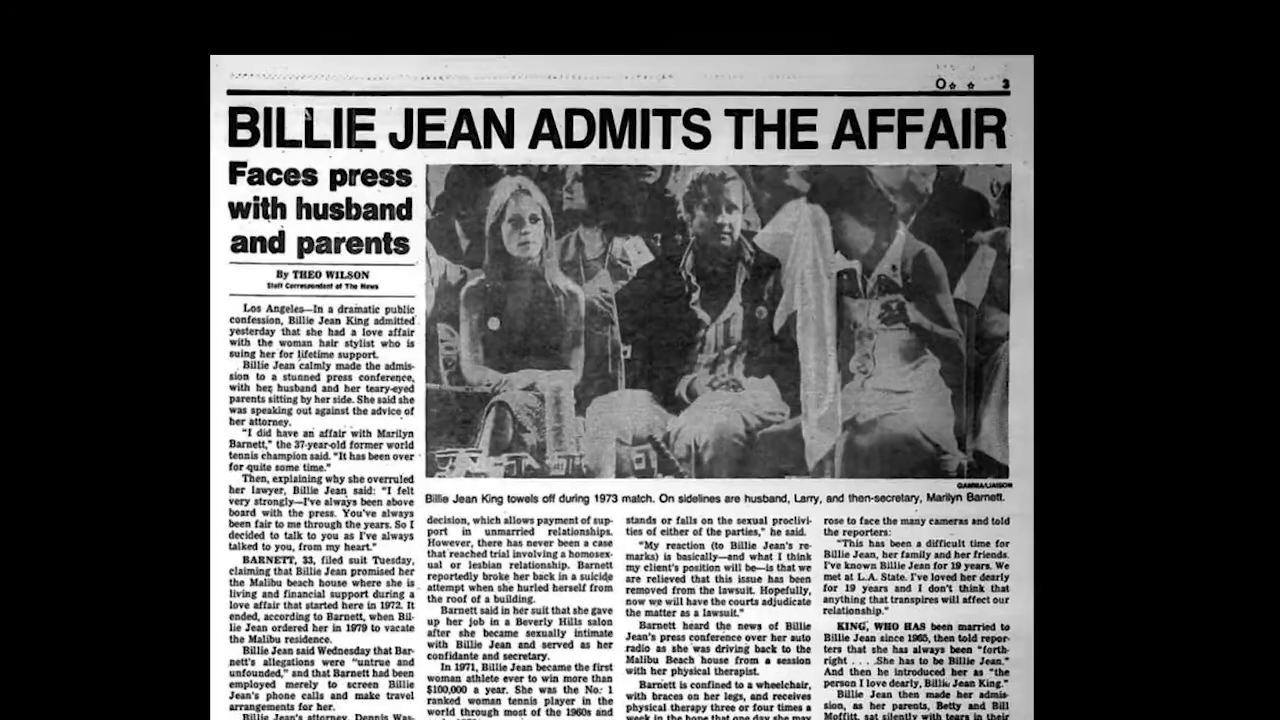 3
BILLIE JEAN ADMITS THE AFFAIR
Faces press
with husband
and parents
By THEO WILSON
Staff Correspondent of The News
Los Angeles—In a dramatic public
confession, Billie Jean King admitted
yesterday that she had a love affair
with the woman hair stylist who is
suing her for lifetime support.
Billie Jean calmly made the admis-
sion to a stunned press conference,
with her husband and her teary-eyed
parents sitting by her side. She said she
was speaking out against the advice of
her attorney.
"I did have an affair with Marilyn
Barnett," the 37-year-old former world
tennis champion said. "It has been over
for quite some time."
Then, explaining why she overruled
her lawyer, Billie Jean said: "I felt
very strongly—I've always been above
board with the press. You've always
been fair to me through the years. So I
decided to talk to you as I've always
talked to you, from my heart."
BARNETT, 33, filed suit Tuesday,
claiming that Billie Jean promised her
the Malibu beach house where she is
living and financial support during a
love affair that started here in 1972. It
ended, according to Barnett, when Bil-
lie Jean ordered her in 1979 to vacate
the Malibu residence.
Billie Jean said Wednesday that Bar-
nett's allegations were "untrue and
unfounded," and that Barnett had been
employed merely to screen Billie
Jean's phone calls and make travel
arrangements for her.
Billie Jean's attorney, Dennis Was-
GAMMA/LIAISON
Billie Jean King towels off during 1973 match. On sidelines are husband, Larry, and then-secretary, Marilyn Barnett.
decision, which allows payment of sup-
port in unmarried relationships.
However, there has never been a case
that reached trial involving a homosex-
ual or lesbian relationship. Barnett
reportedly broke her back in a suicide
attempt when she hurled herself from
the roof of a building.
Barnett said in her suit that she gave
up her job in a Beverly Hills salon
after she became sexually intimate
with Billie Jean and served as her
confidante and secretary.
In 1971, Billie Jean became the first
woman athlete ever to win more than
$100,000 a year. She was the No. 1
ranked woman tennis player in the
world through most of the 1960s and
stands or falls on the sexual proclivi-
ties of either of the parties," he said.
"My reaction (to Billie Jean's re-
marks) is basically—and what I think
my client's position will be—is that we
are relieved that this issue has been
removed from the lawsuit. Hopefully,
now we will have the courts adjudicate
the matter as a lawsuit."
Barnett heard the news of Billie
Jean's press conference over her auto
radio as she was driving back to the
Malibu Beach house from a session
with her physical therapist.
Barnett is confined to a wheelchair,
with braces on her legs, and receives
physical therapy three or four times a
week in the hope that one day she may
rose to face the many cameras and told
the reporters:
"This has been a difficult time for
Billie Jean, her family and her friends.
I've known Billie Jean for 19 years. We
met at L.A. State. I've loved her dearly
for 19 years and I don't think that
anything that transpires will affect our
relationship."
KING, WHO HAS been married to
Billie Jean since 1965, then told repor-
ters that she has always been "forth-
right . . . She has to be Billie Jean."
And then he introduced her as "the
person I love dearly, Billie Jean King."
Billie Jean then made her admis-
sion, as her parents, Betty and Bill
Moffitt, sat silently with tears in their